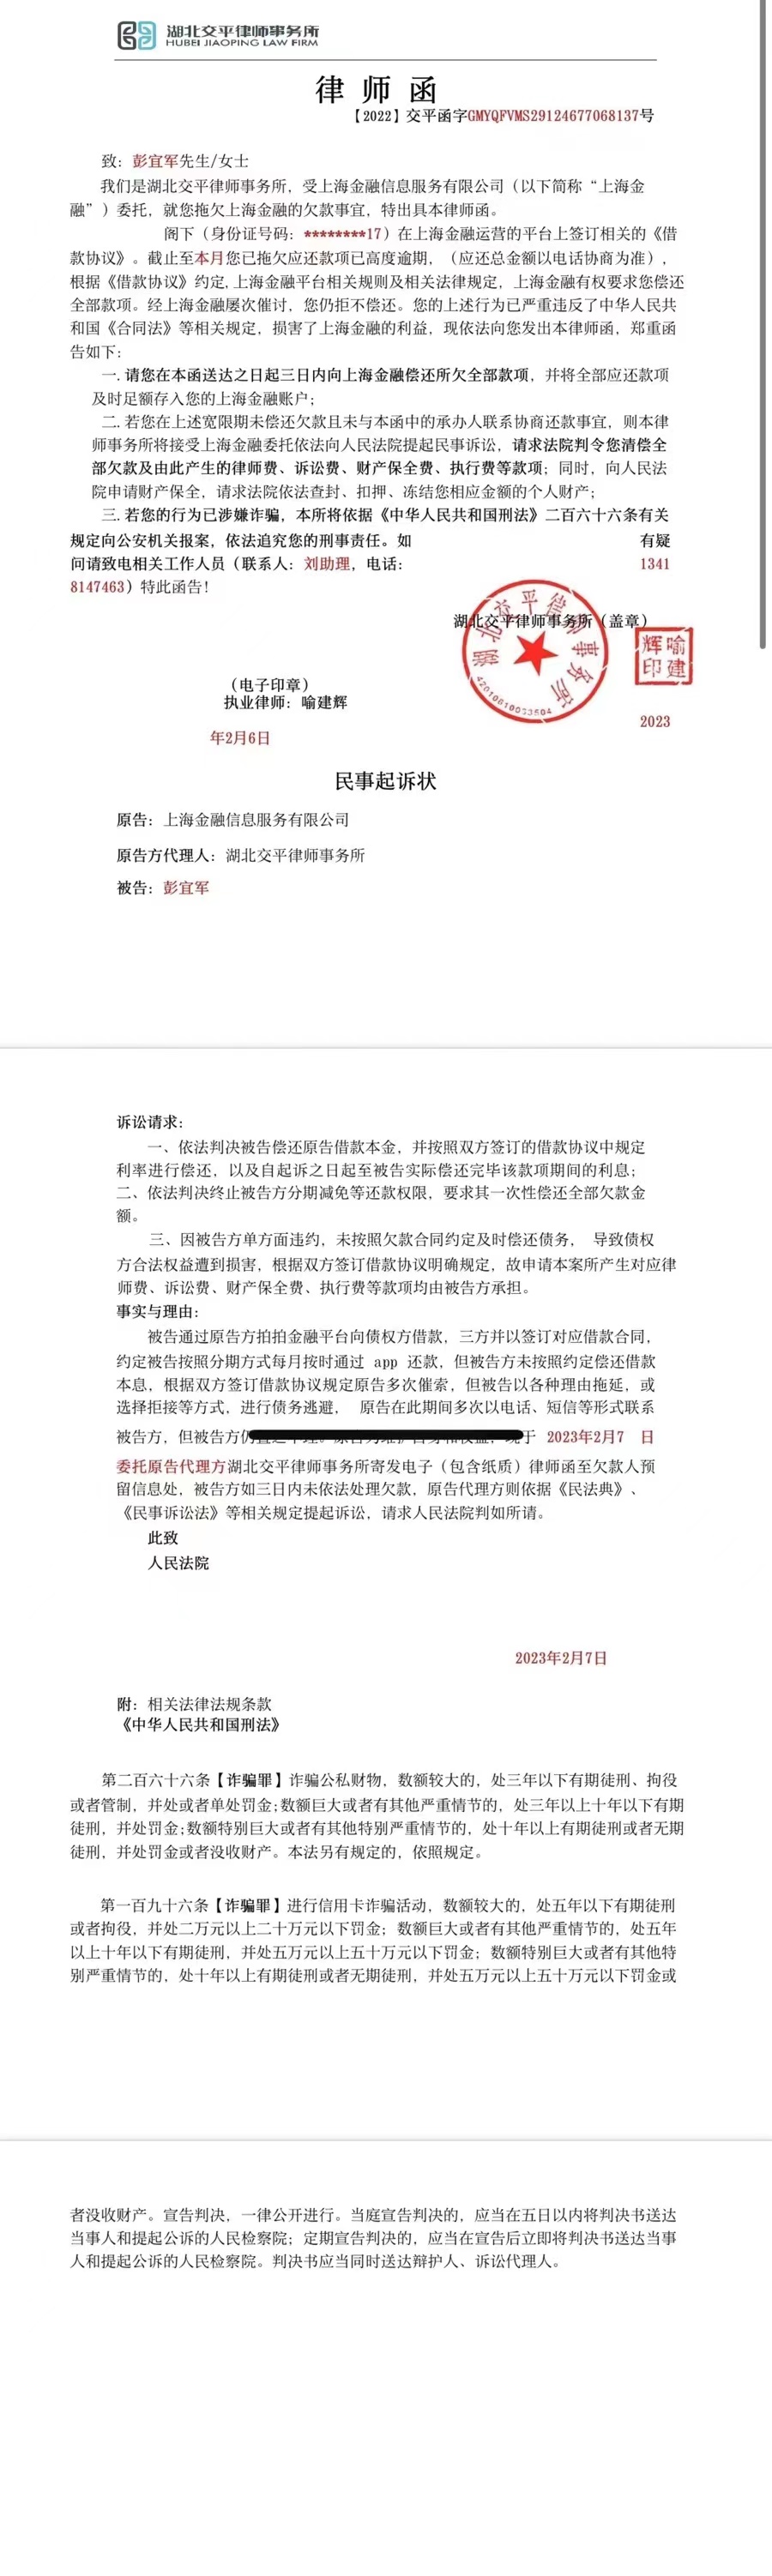 湖北交平律师事务所
HUBEI JIAOPING LAW FIRM
律 师 函
【2022】交平函字GMYQFVMS29124677068137号
致：彭宜军先生/女士
我们是湖北交平律师事务所，受上海金融信息服务有限公司（以下简称“上海金
融”）委托，就您拖欠上海金融的欠款事宜，特出具本律师函。
阁下（身份证号码：********17）在上海金融运营的平台上签订相关的《借
款协议》。截止至本月您已拖欠应还款项已高度逾期，（应还总金额以电话协商为准），
根据《借款协议》约定,上海金融平台相关规则及相关法律规定，上海金融有权要求您偿还
全部款项。经上海金融屡次催讨，您仍拒不偿还。您的上述行为已严重违反了中华人民共
和国《合同法》等相关规定，损害了上海金融的利益，现依法向您发出本律师函，郑重函
告如下:
一.请您在本函送达之日起三日内向上海金融偿还所欠全部款项，并将全部应还款项
及时足额存入您的上海金融账户；
二.若您在上述宽限期未偿还欠款且未与本函中的承办人联系协商还款事宜，则本律
师事务所将接受上海金融委托依法向人民法院提起民事诉讼，请求法院判令您清偿全
部欠款及由此产生的律师费、诉讼费、财产保全费、执行费等款项；同时，向人民法
院申请财产保全，请求法院依法查封、扣押、冻结您相应金额的个人财产；
三.若您的行为已涉嫌诈骗，本所将依据《中华人民共和国刑法》二百六十六条有关
规定向公安机关报案，依法追究您的刑事责任。如 有疑
问请致电相关工作人员（联系人：刘助理，电话： 1341
8147463）特此函告！
湖北交平律师事务所（盖章）
湖北交平律师事务所
辉喻
印建
（电子印章）
执业律师：喻建辉
2023
年2月6日
民事起诉状
原告：上海金融信息服务有限公司
原告方代理人：湖北交平律师事务所
被告：彭宜军
诉讼请求:
一、依法判决被告偿还原告借款本金，并按照双方签订的借款协议中规定
利率进行偿还，以及自起诉之日起至被告实际偿还完毕该款项期间的利息；
二、依法判决终止被告方分期减免等还款权限，要求其一次性偿还全部欠款金
额。
三、因被告方单方面违约，未按照欠款合同约定及时偿还债务， 导致债权
方合法权益遭到损害，根据双方签订借款协议明确规定，故申请本案所产生对应律
师费、诉讼费、财产保全费、执行费等款项均由被告方承担。
事实与理由:
被告通过原告方拍拍金融平台向债权方借款，三方并以签订对应借款合同，
约定被告按照分期方式每月按时通过 app 还款，但被告方未按照约定偿还借款
本息，根据双方签订借款协议规定原告多次催索，但被告以各种理由拖延，或
选择拒接等方式，进行债务逃避， 原告在此期间多次以电话、短信等形式联系
被告方，但被告方 于 2023年2月7 日
委托原告代理方湖北交平律师事务所寄发电子（包含纸质）律师函至欠款人预
留信息处，被告方如三日内未依法处理欠款，原告代理方则依据《民法典》、
《民事诉讼法》等相关规定提起诉讼，请求人民法院判如所请。
此致
人民法院
2023年2月7日
附：相关法律法规条款
《中华人民共和国刑法》
第二百六十六条【诈骗罪】诈骗公私财物，数额较大的，处三年以下有期徒刑、拘役
或者管制，并处或者单处罚金;数额巨大或者有其他严重情节的，处三年以上十年以下有期
徒刑，并处罚金;数额特别巨大或者有其他特别严重情节的，处十年以上有期徒刑或者无期
徒刑，并处罚金或者没收财产。本法另有规定的，依照规定。
第一百九十六条【诈骗罪】进行信用卡诈骗活动，数额较大的，处五年以下有期徒刑
或者拘役，并处二万元以上二十万元以下罚金；数额巨大或者有其他严重情节的，处五年
以上十年以下有期徒刑，并处五万元以上五十万元以下罚金；数额特别巨大或者有其他特
别严重情节的，处十年以上有期徒刑或者无期徒刑，并处五万元以上五十万元以下罚金或
者没收财产。宣告判决，一律公开进行。当庭宣告判决的，应当在五日以内将判决书送达
当事人和提起公诉的人民检察院；定期宣告判决的，应当在宣告后立即将判决书送达当事
人和提起公诉的人民检察院。判决书应当同时送达辩护人、诉讼代理人。